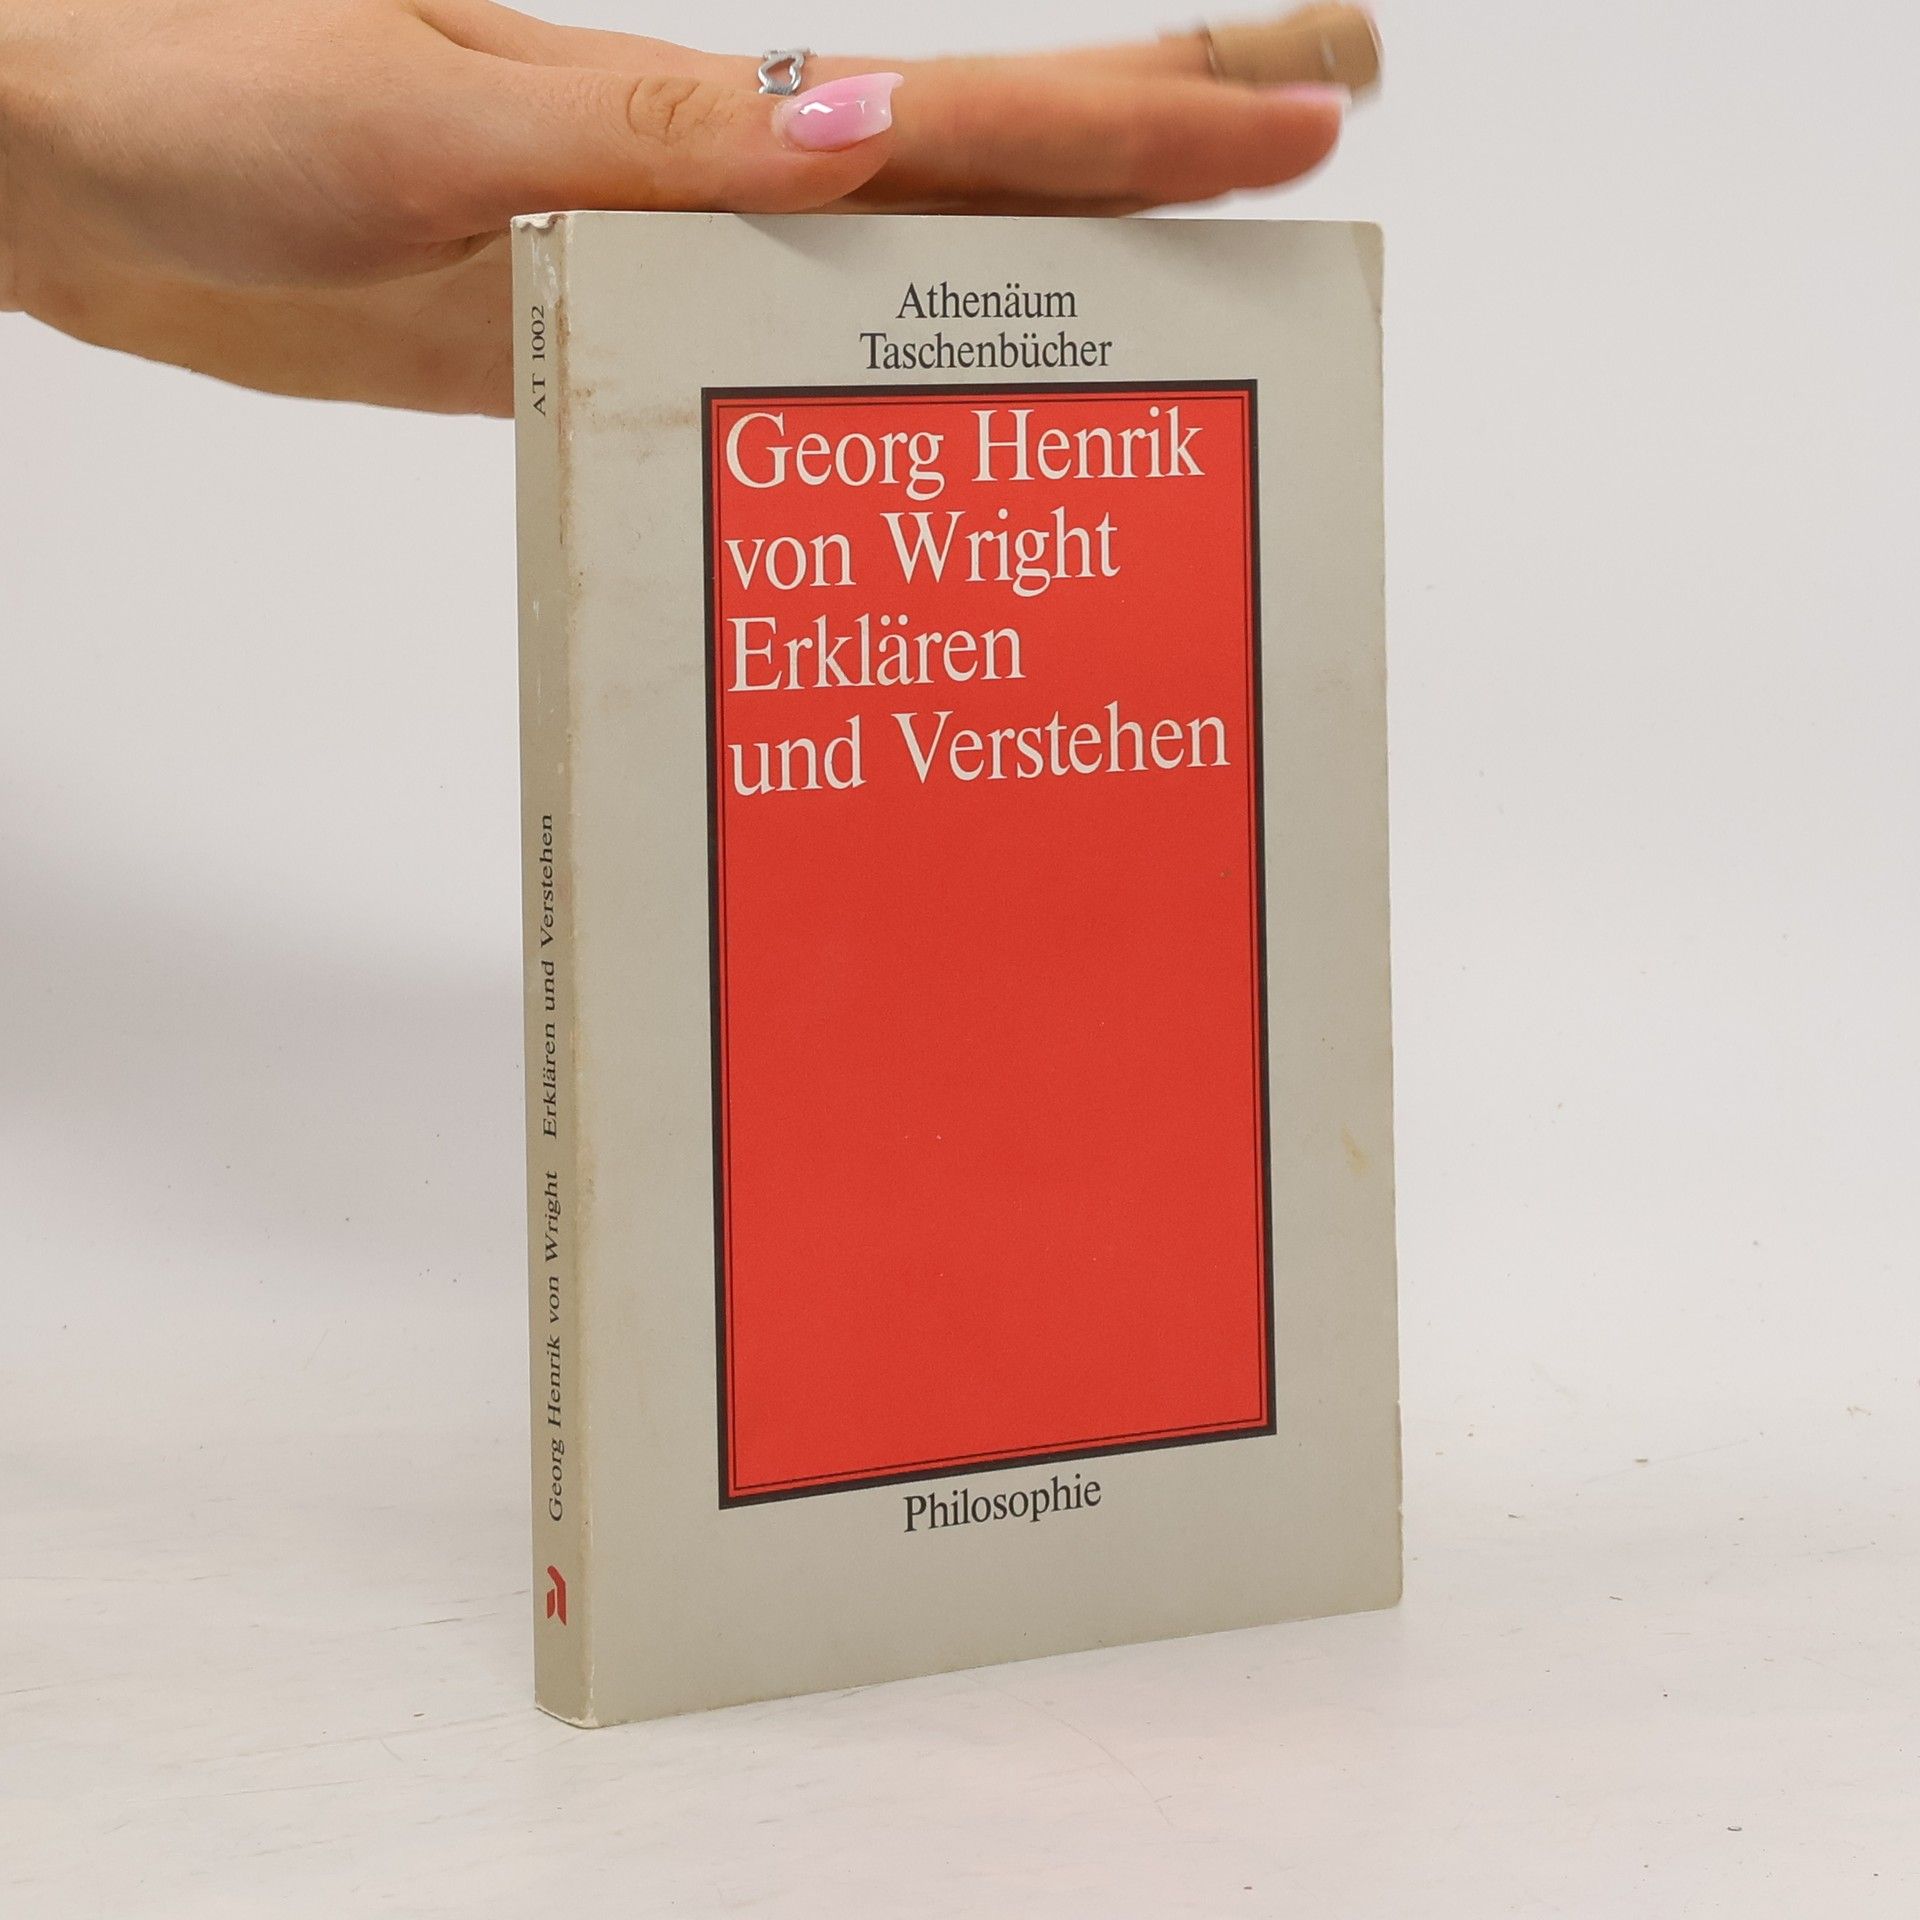 Athenäum
Taschenbücher
Georg Henrik
von Wright
Erklären
und Verstehen
Philosophie
AT 1002
Georg Henrik von Wright Erklären und Verstehen